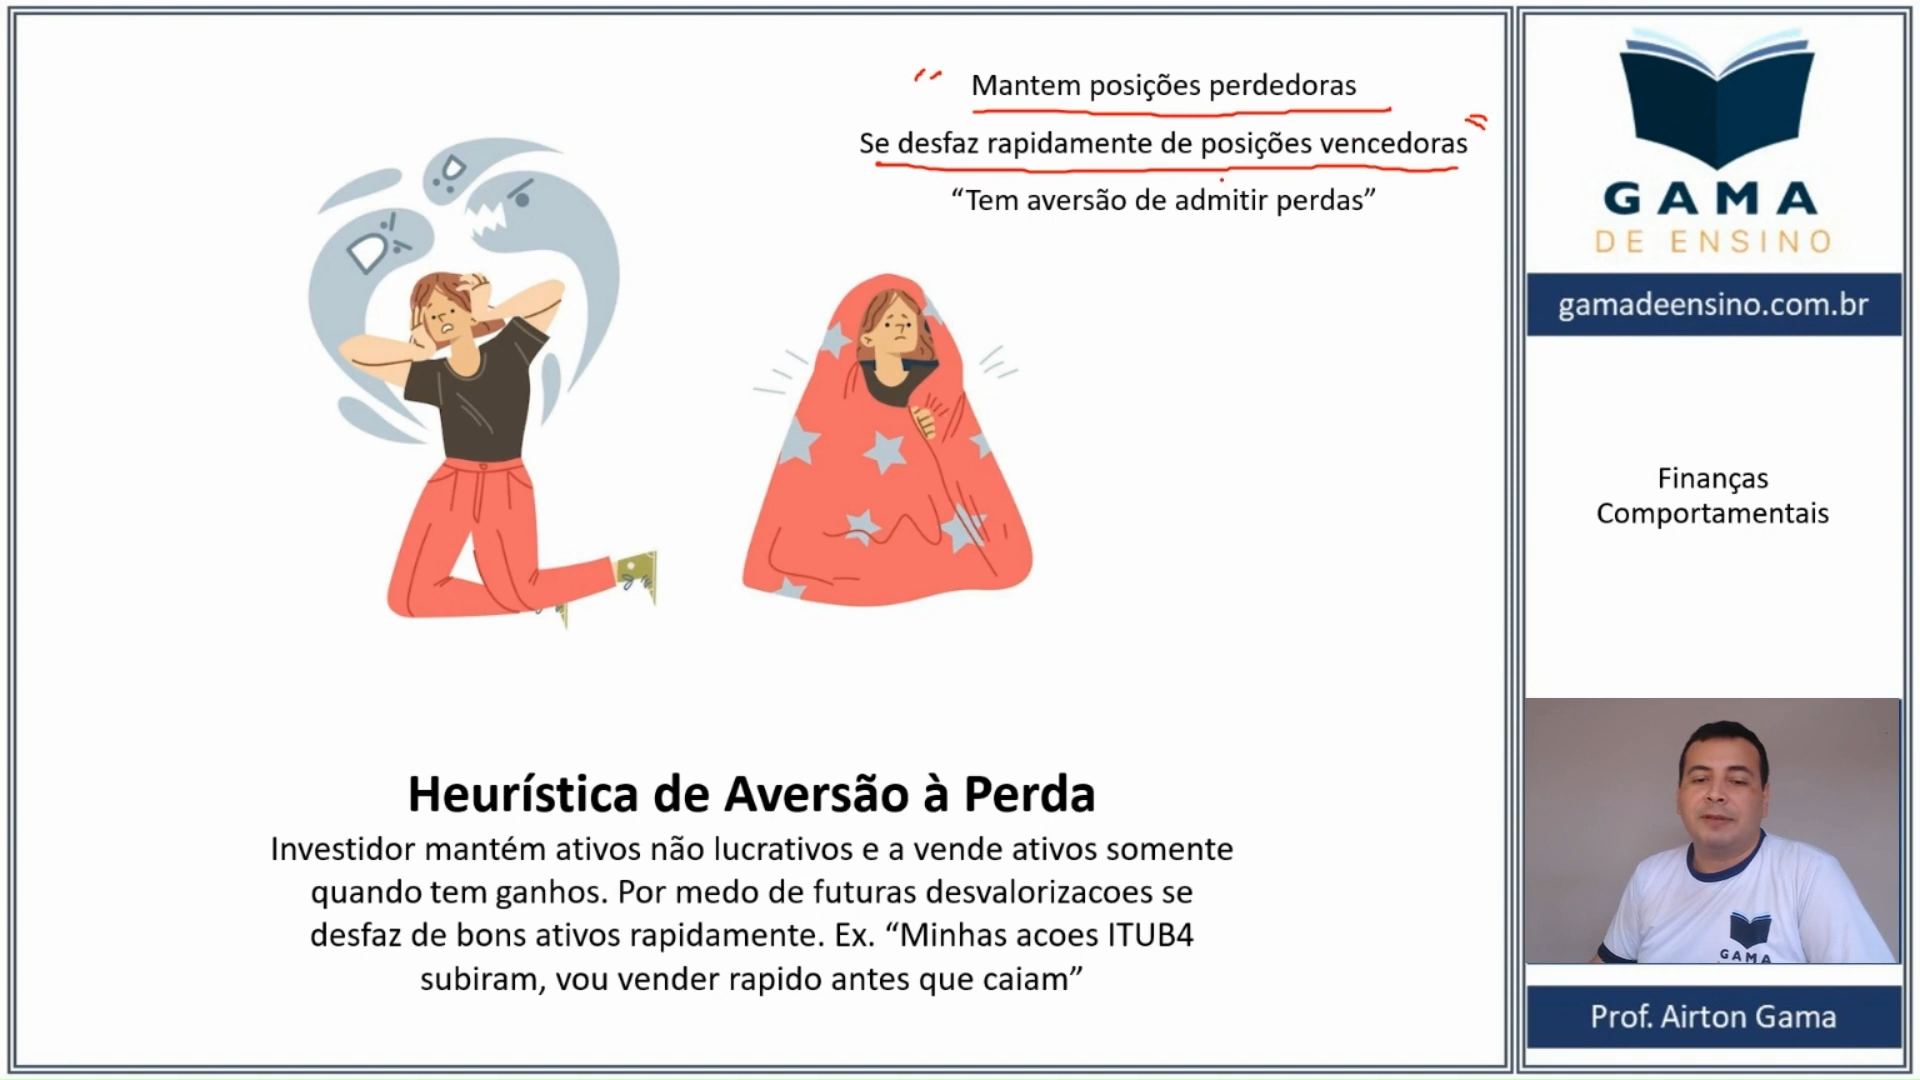 Mantem posições perdedoras
Se desfaz rapidamente de posições vencedoras
“Tem aversão de admitir perdas”
Heurística de Aversão à Perda
Investidor mantém ativos não lucrativos e a vende ativos somente
quando tem ganhos. Por medo de futuras desvalorizacoes se
desfaz de bons ativos rapidamente. Ex. “Minhas acoes ITUB4
subiram, vou vender rapido antes que caiam”
GAMA
DE ENSINO
gamadeensino.com.br
Finanças
Comportamentais
GAMA
Prof. Airton Gama